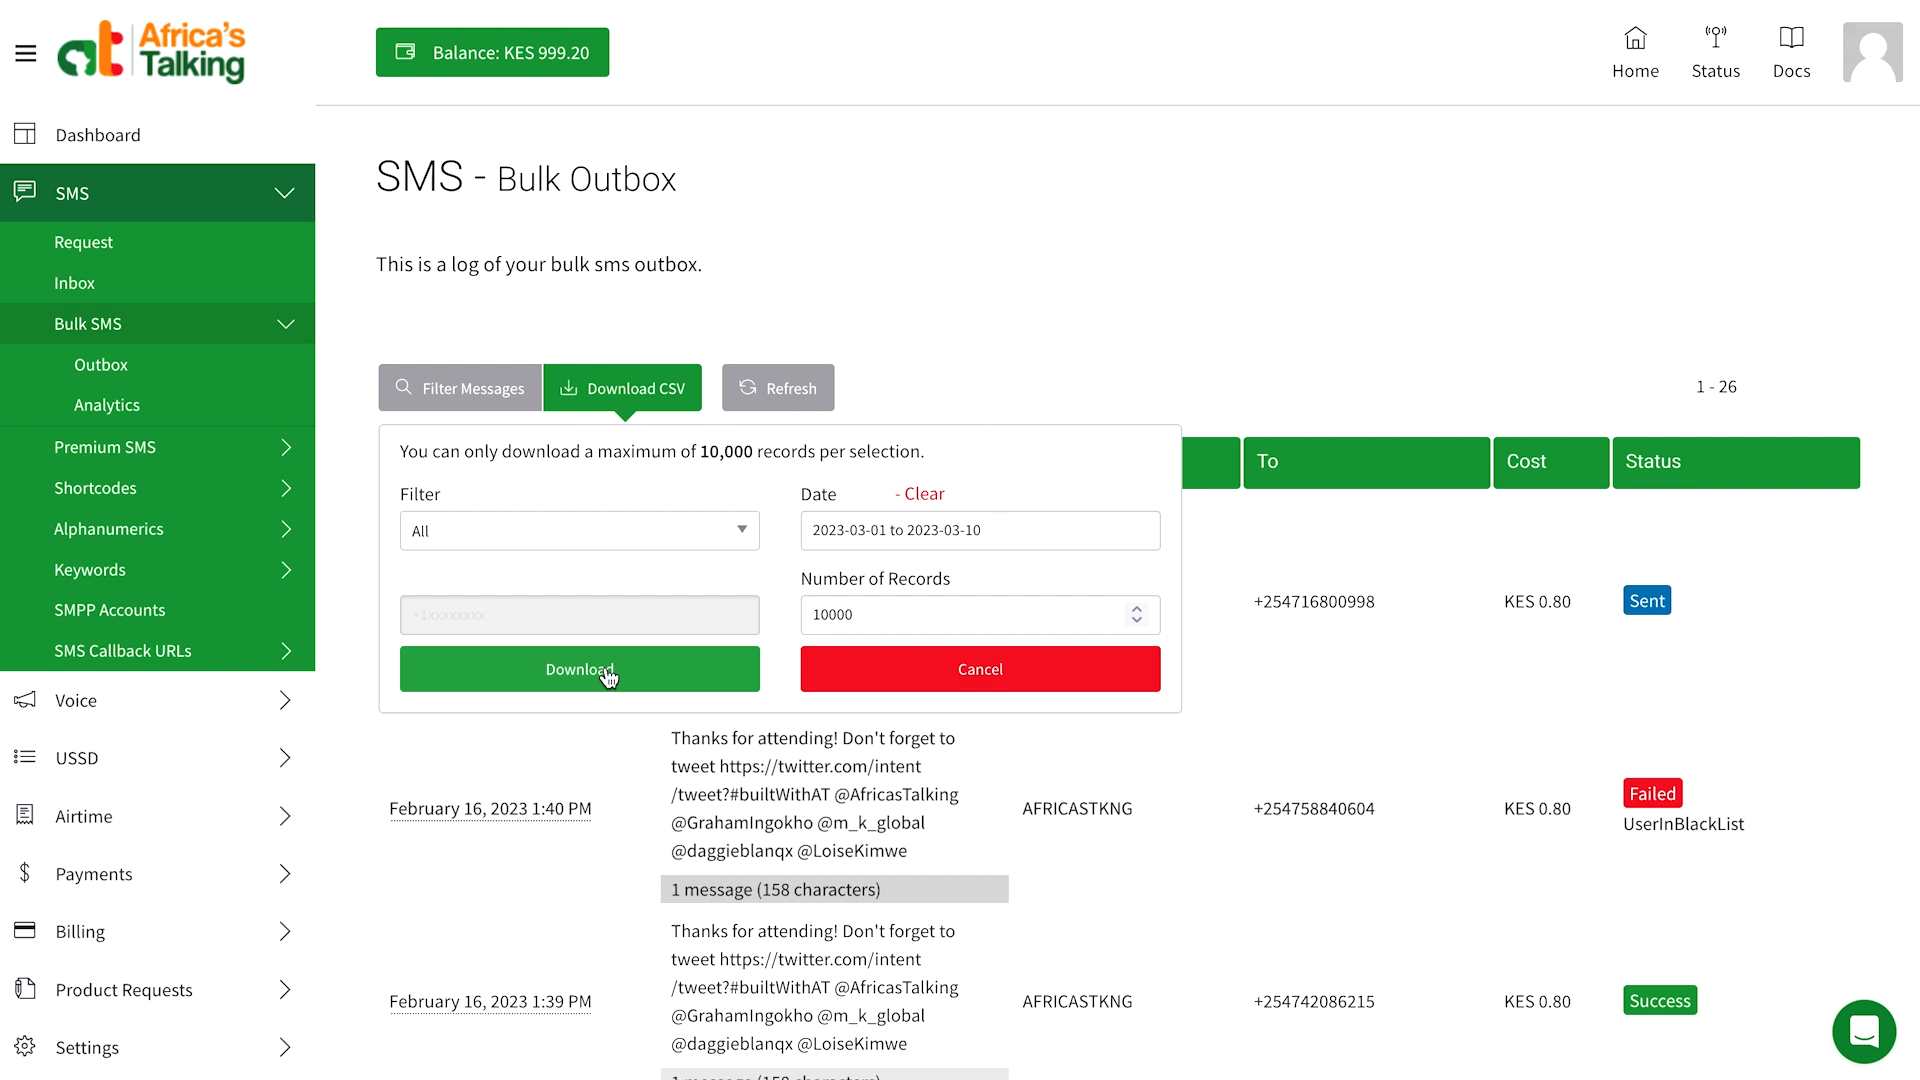 Africa's
Talking
Balance: KES 999.20
Home
Status
Docs
Dashboard
SMS
Request
Inbox
Bulk SMS
Outbox
Analytics
Premium SMS
Shortcodes
Alphanumerics
Keywords
SMPP Accounts
SMS Callback URLs
Voice
USSD
Airtime
Payments
Billing
Product Requests
Settings
SMS - Bulk Outbox
This is a log of your bulk sms outbox.
Filter Messages
Download CSV
Refresh
1 - 26
You can only download a maximum of 10,000 records per selection.
Filter
Date - Clear
All
2023-03-01 to 2023-03-10
Number of Records
+1xxxxxxxx
10000
Download
Cancel
To
Cost
Status
+254716800998
KES 0.80
Sent
February 16, 2023 1:40 PM
Thanks for attending! Don't forget to
tweet https://twitter.com/intent
/tweet?#builtWithAT @AfricasTalking
@GrahamIngokho @m_k_global
@daggieblanqx @LoiseKimwe
1 message (158 characters)
AFRICASTKNG
+254758840604
KES 0.80
Failed
UserInBlackList
February 16, 2023 1:39 PM
Thanks for attending! Don't forget to
tweet https://twitter.com/intent
/tweet?#builtWithAT @AfricasTalking
@GrahamIngokho @m_k_global
@daggieblanqx @LoiseKimwe
AFRICASTKNG
+254742086215
KES 0.80
Success